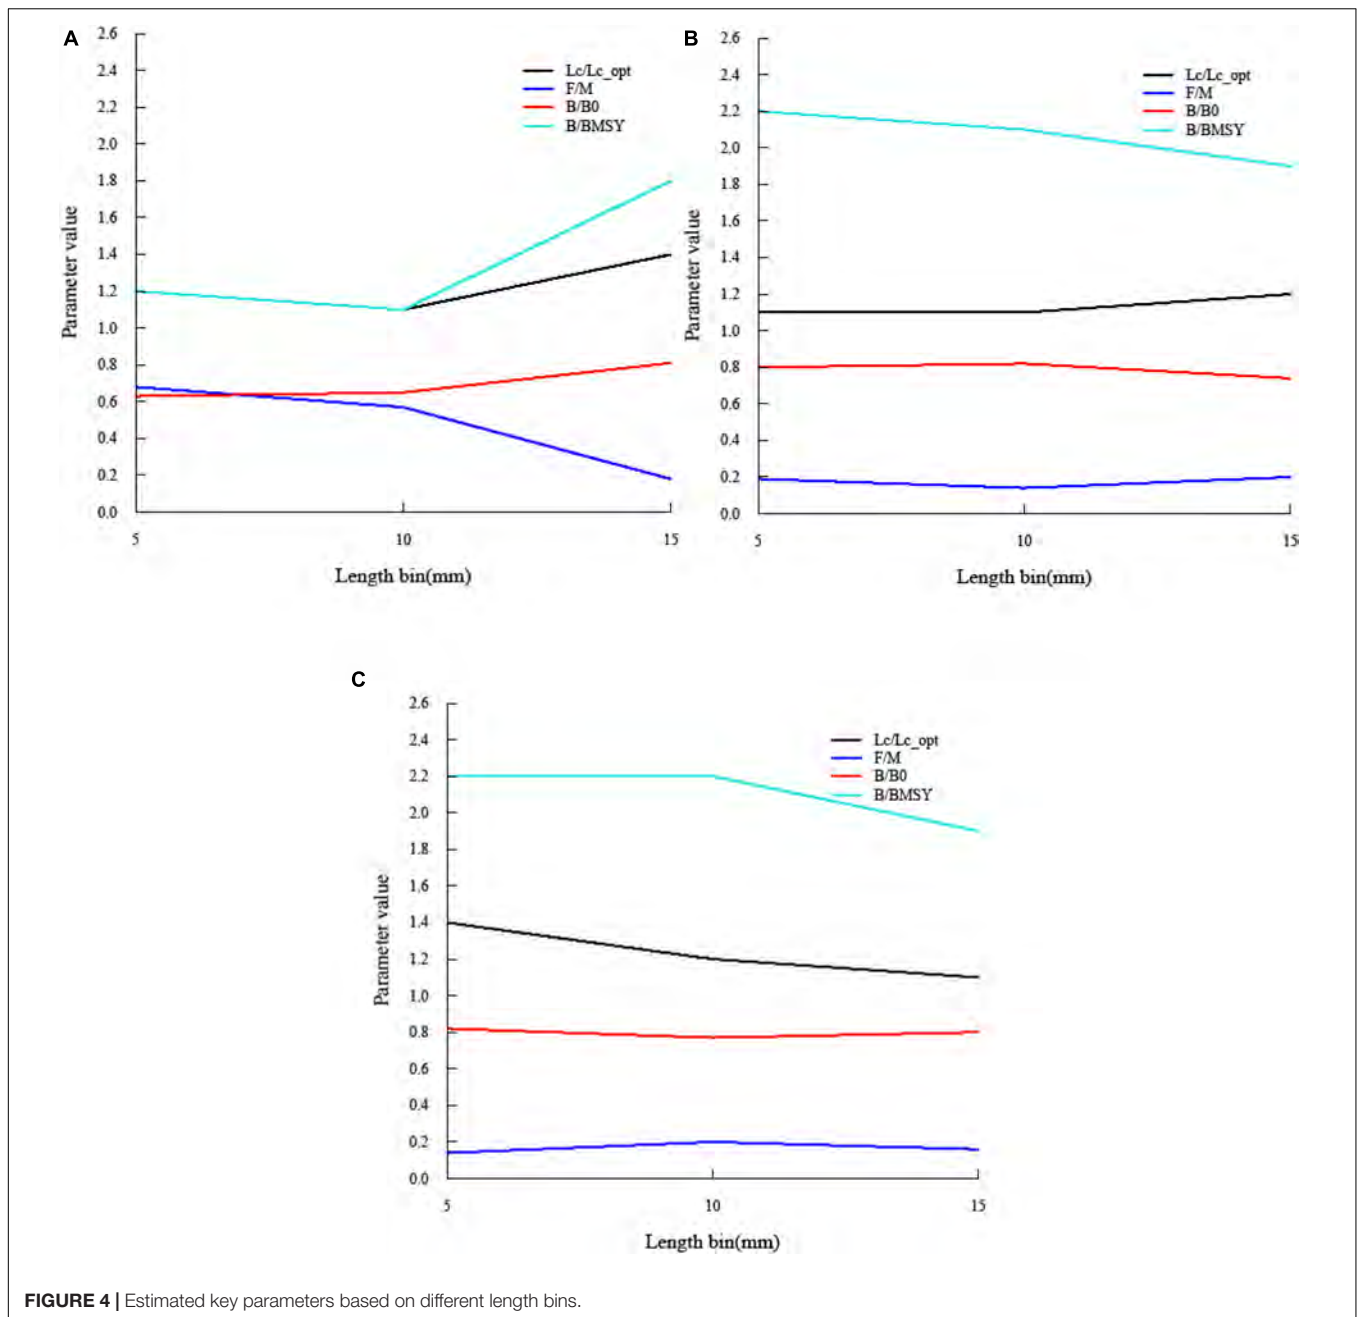 A
2.6
2.4
2.2
2.0
1.8
1.6
1.4
1.2
1.0
0.8
0.6
0.4
0.2
0.0
Parameter value
Lc/Lc_opt
F/M
B/B0
B/BMSY
5
10
15
Length bin(mm)
B
2.6
2.4
2.2
2.0
1.8
1.6
1.4
1.2
1.0
0.8
0.6
0.4
0.2
0.0
Parameter value
Lc/Lc_opt
F/M
B/B0
B/BMSY
5
10
15
Length bin(mm)
C
2.6
2.4
2.2
2.0
1.8
1.6
1.4
1.2
1.0
0.8
0.6
0.4
0.2
0.0
Parameter value
Lc/Lc_opt
F/M
B/B0
B/BMSY
5
10
15
Length bin(mm)
FIGURE 4 | Estimated key parameters based on different length bins.